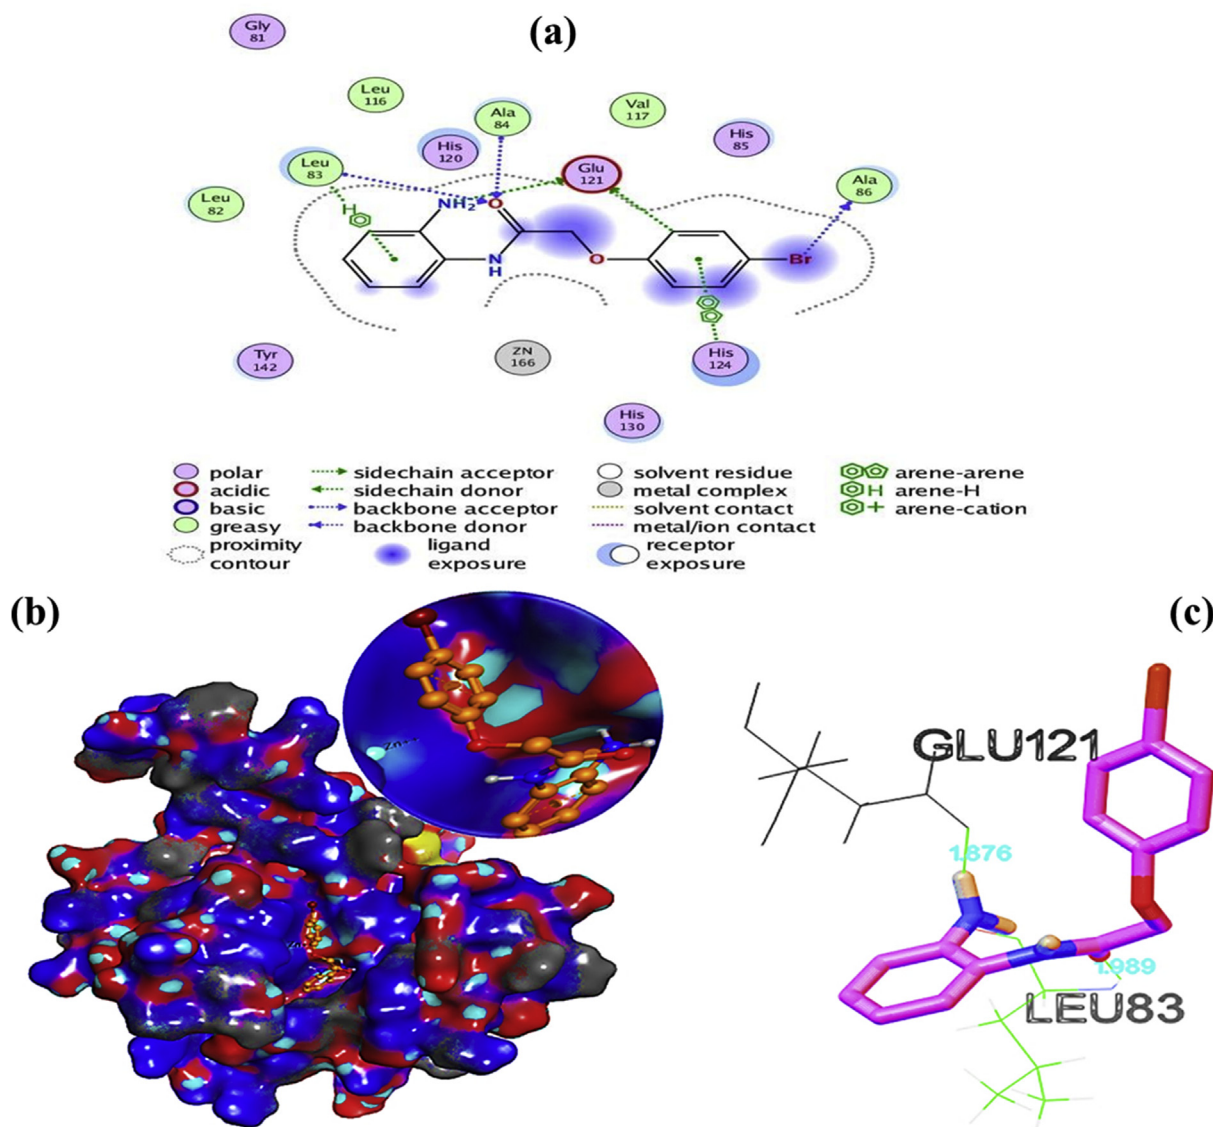 (a)
Gly
81
Leu
116
Ala
84
Val
117
His
120
His
85
Leu
83
Glu
121
Ala
86
Leu
82
H
NH2
O
N
H
O
Br
Tyr
142
ZN
166
His
124
His
130
polar
sidechain acceptor
solvent residue
arene-arene
acidic
sidechain donor
metal complex
H arene-H
basic
backbone acceptor
solvent contact
+ arene-cation
greasy
backbone donor
metal/ion contact
proximity
contour
ligand
exposure
receptor
exposure
(b)
(c)
Zn++
GLU121
1.876
1.989
LEU83